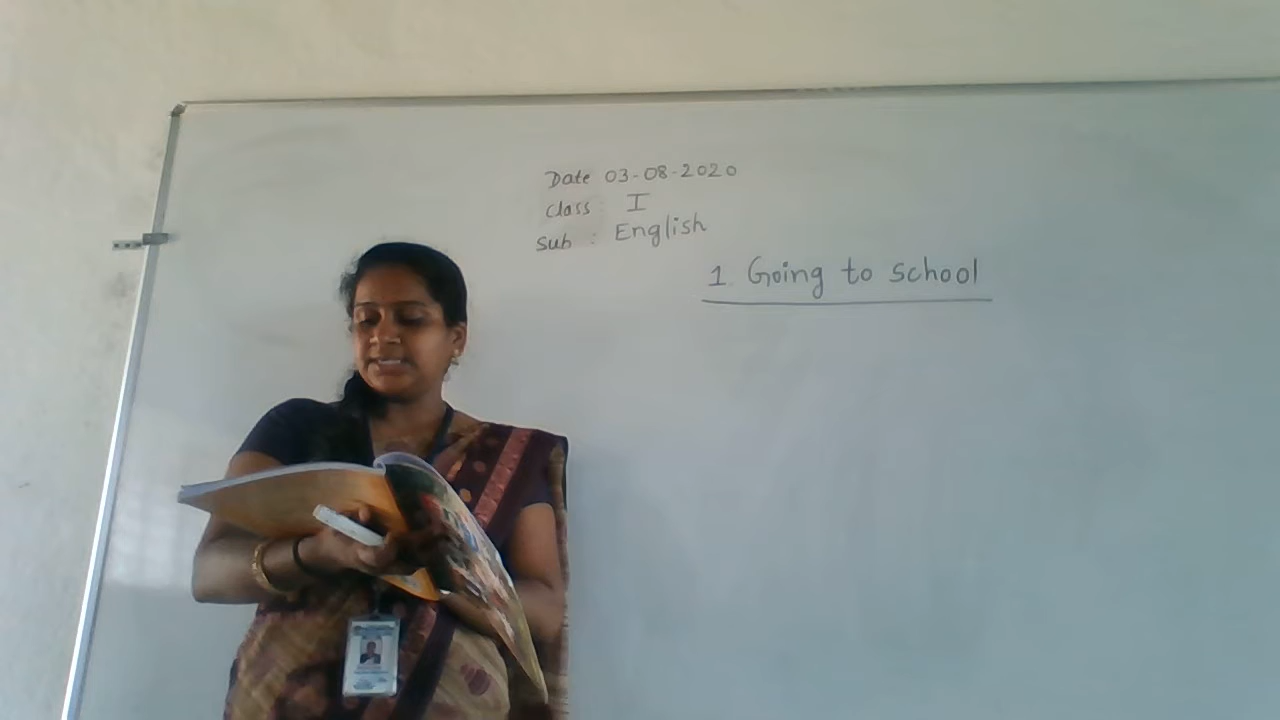 Date 03-08-2020
Class : I
Sub : English
1. Going to school